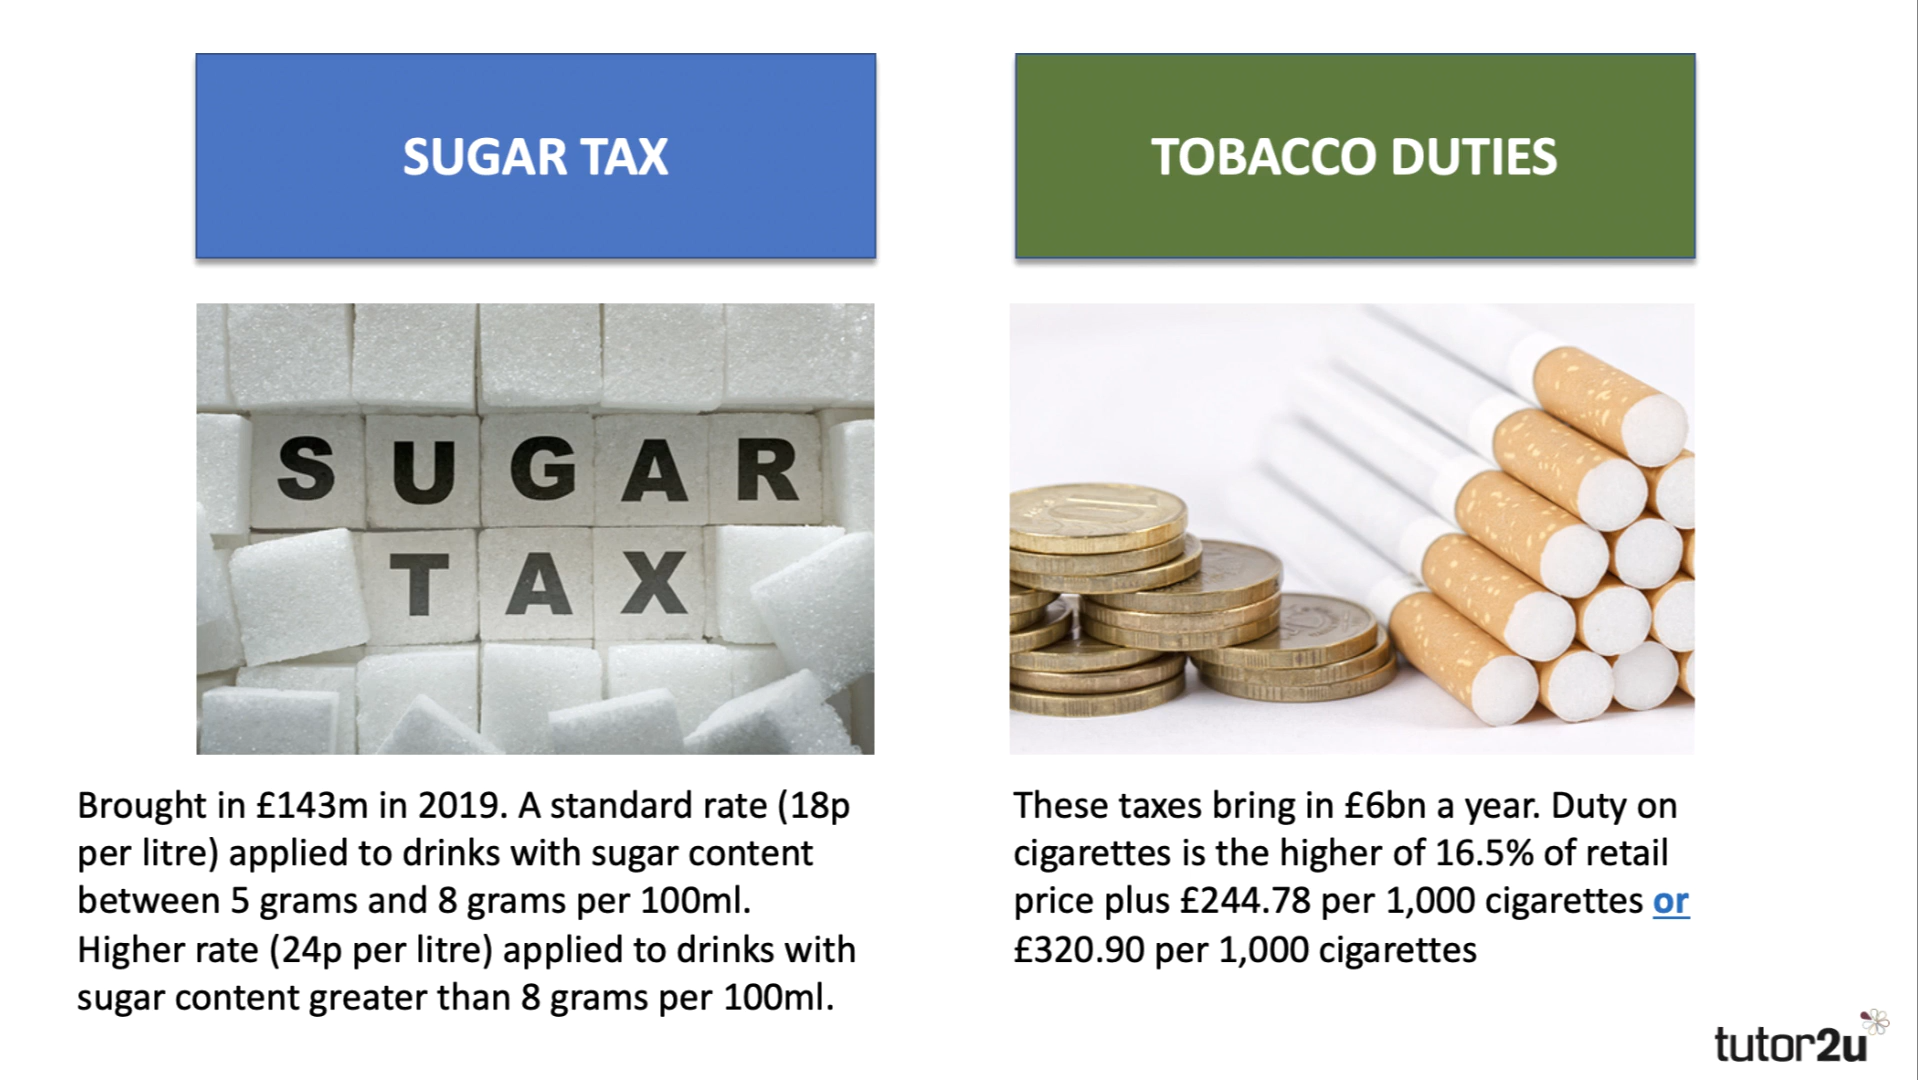 SUGAR TAX
SUGAR
TAX
Brought in £143m in 2019. A standard rate (18p
per litre) applied to drinks with sugar content
between 5 grams and 8 grams per 100ml.
Higher rate (24p per litre) applied to drinks with
sugar content greater than 8 grams per 100ml.
TOBACCO DUTIES
These taxes bring in £6bn a year. Duty on
cigarettes is the higher of 16.5% of retail
price plus £244.78 per 1,000 cigarettes or
£320.90 per 1,000 cigarettes
tutor2u